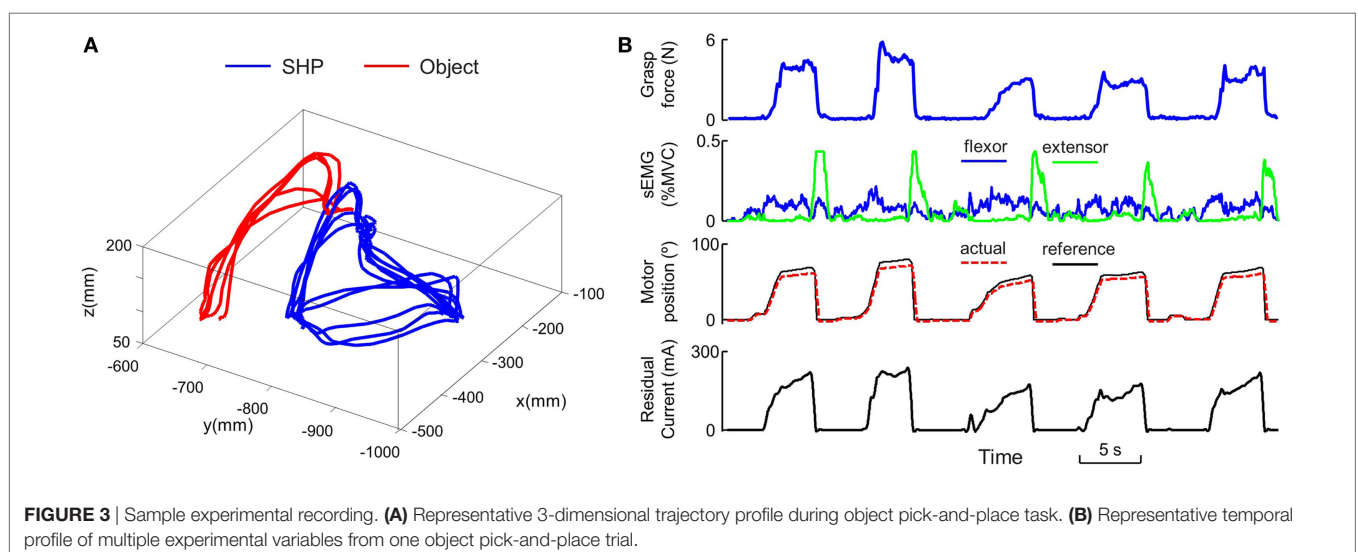 A
SHP
Object
z(mm)
200
50
-600
-700
-800
-900
-1000
y(mm)
-500
-400
-300
-200
-100
x(mm)
B
Grasp
force (N)
6
0
sEMG
(%MVC)
0.5
0
flexor
extensor
Motor
position (º)
100
0
actual
reference
Residual
Current (mA)
300
0
Time
5 s
FIGURE 3 | Sample experimental recording. (A) Representative 3-dimensional trajectory profile during object pick-and-place task. (B) Representative temporal
profile of multiple experimental variables from one object pick-and-place trial.